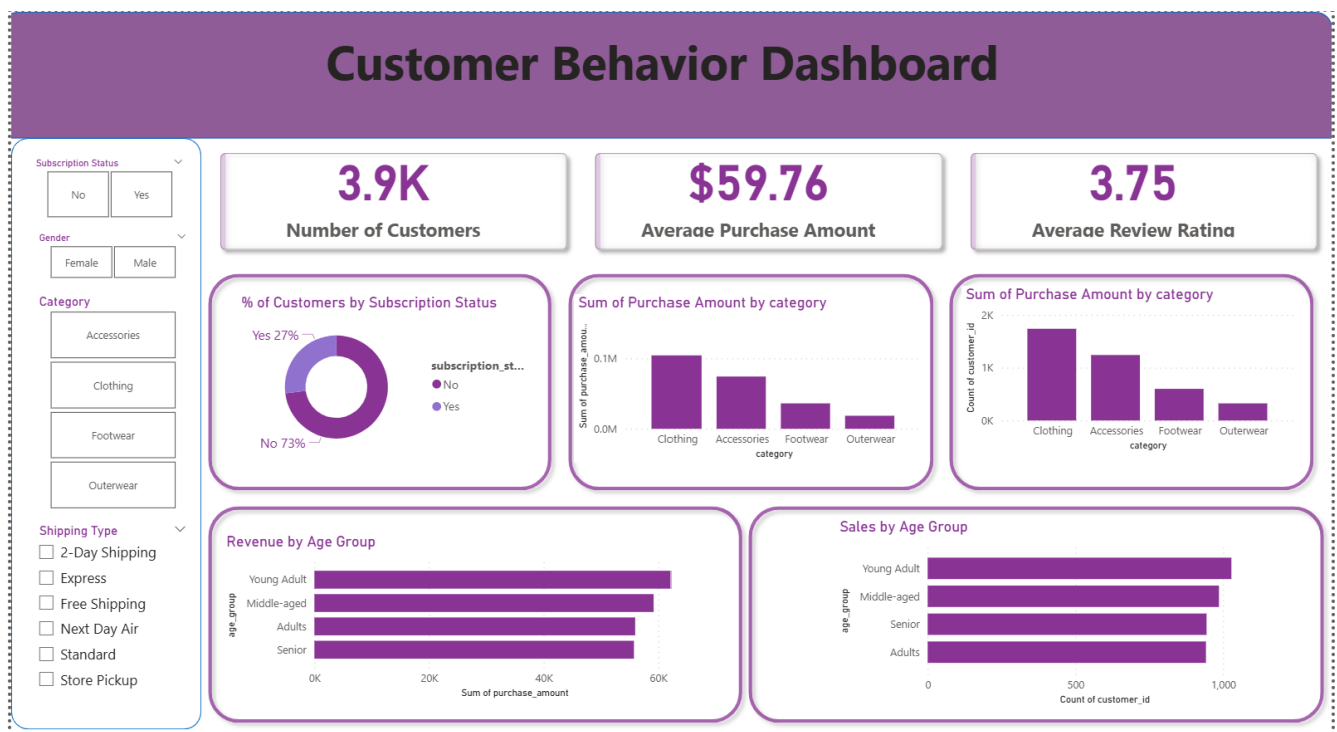 Customer Behavior Dashboard
Subscription Status
No
Yes
Gender
Female
Male
Category
Accessories
Clothing
Footwear
Outerwear
Shipping Type
2-Day Shipping
Express
Free Shipping
Next Day Air
Standard
Store Pickup
3.9K
Number of Customers
$59.76
Average Purchase Amount
3.75
Average Review Rating
% of Customers by Subscription Status
Yes 27%
No 73%
subscription_st...
No
Yes
Sum of Purchase Amount by category
Sum of purchase_amou...
0.1M
0.0M
Clothing
Accessories
Footwear
Outerwear
category
Sum of Purchase Amount by category
Count of customer_id
2K
1K
0K
Clothing
Accessories
Footwear
Outerwear
category
Revenue by Age Group
age_group
Young Adult
Middle-aged
Adults
Senior
0K
20K
40K
60K
Sum of purchase_amount
Sales by Age Group
age_group
Young Adult
Middle-aged
Senior
Adults
0
500
1,000
Count of customer_id